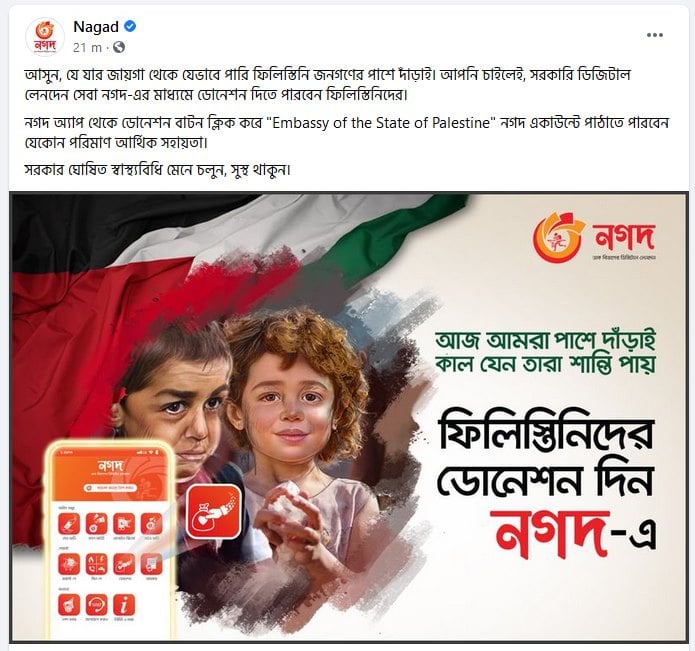 Nagad
21 m
আসুন, যে যার জায়গা থেকে যেভাবে পারি ফিলিস্তিনি জনগণের পাশে দাঁড়াই। আপনি চাইলেই, সরকারি ডিজিটাল
লেনদেন সেবা নগদ-এর মাধ্যমে ডোনেশন দিতে পারবেন ফিলিস্তিনিদের।
নগদ অ্যাপ থেকে ডোনেশন বাটন ক্লিক করে "Embassy of the State of Palestine" নগদ একাউন্টে পাঠাতে পারবেন
যেকোন পরিমাণ আর্থিক সহায়তা।
সরকার ঘোষিত স্বাস্থ্যবিধি মেনে চলুন, সুস্থ থাকুন।
নগদ
ডাক বিভাগের ডিজিটাল লেনদেন
আজ আমরা পাশে দাঁড়াই
কাল যেন তারা শান্তি পায়
ফিলিস্তিনিদের
ডোনেশন দিন
নগদ-এ
নগদ